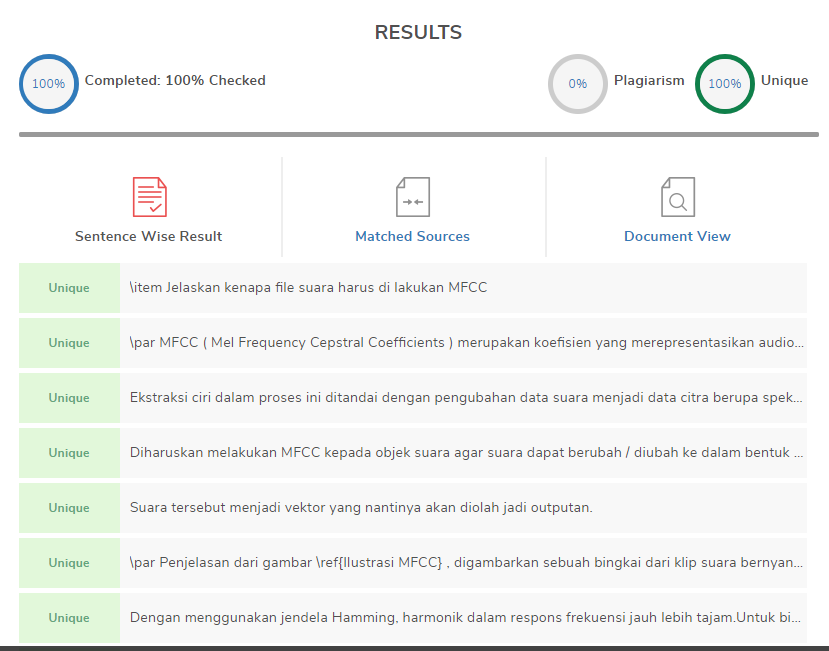 RESULTS
100% Completed: 100% Checked 0% Plagiarism 100% Unique
Sentence Wise Result Matched Sources Document View
Unique \item Jelaskan kenapa file suara harus di lakukan MFCC
Unique \par MFCC ( Mel Frequency Cepstral Coefficients ) merupakan koefisien yang merepresentasikan audio...
Unique Ekstraksi ciri dalam proses ini ditandai dengan pengubahan data suara menjadi data citra berupa spek...
Unique Diharuskan melakukan MFCC kepada objek suara agar suara dapat berubah / diubah ke dalam bentuk ...
Unique Suara tersebut menjadi vektor yang nantinya akan diolah jadi outputan.
Unique \par Penjelasan dari gambar \ref{Ilustrasi MFCC} , digambarkan sebuah bingkai dari klip suara bernyan...
Unique Dengan menggunakan jendela Hamming, harmonik dalam respons frekuensi jauh lebih tajam.Untuk bi...